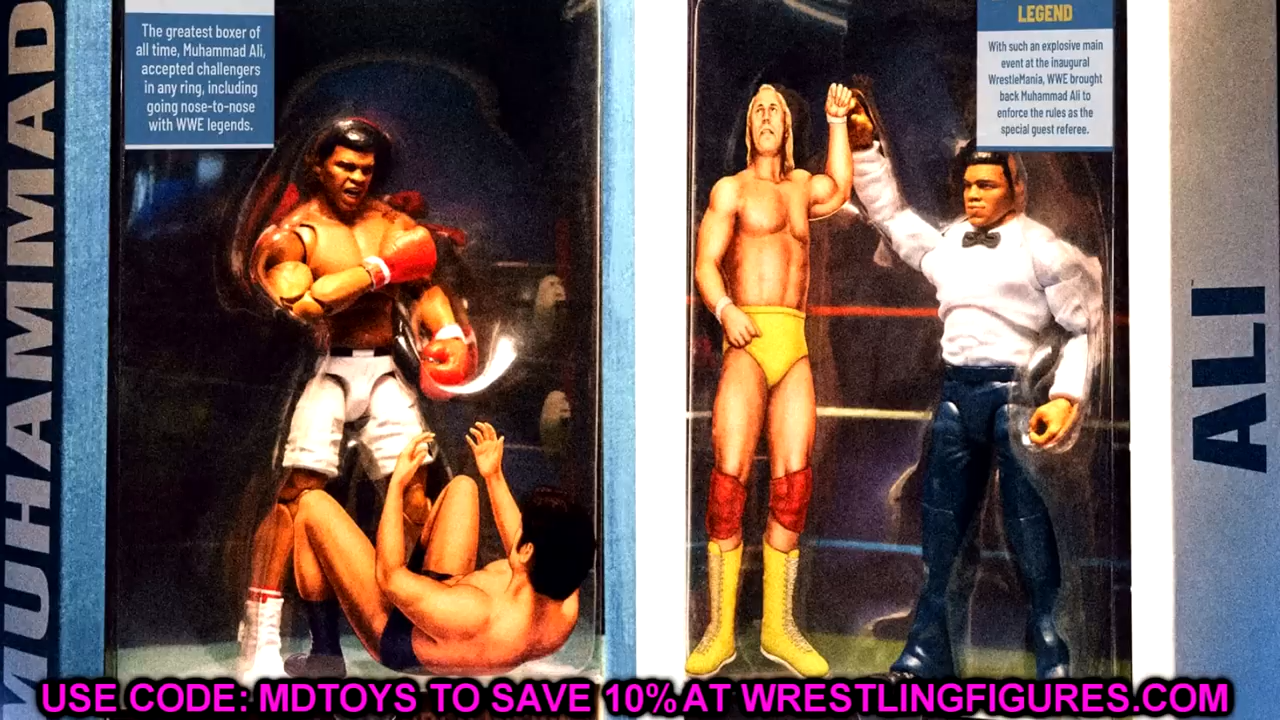 MUHAMMAD
The greatest boxer of
all time, Muhammad Ali,
accepted challengers
in any ring, including
going nose-to-nose
with WWE legends.
LEGEND
With such an explosive main
event at the inaugural
WrestleMania, WWE brought
back Muhammad Ali to
enforce the rules as the
special guest referee.
ALI
USE CODE: MDTOYS TO SAVE 10% AT WRESTLINGFIGURES.COM